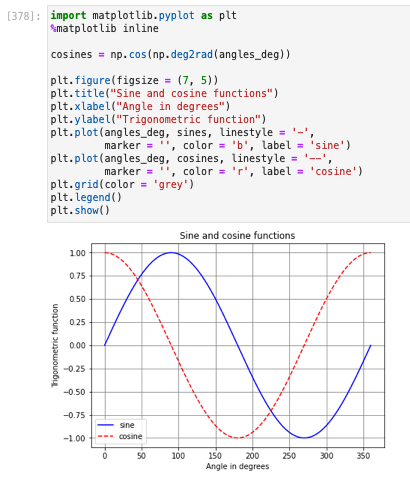 [378]: import matplotlib.pyplot as plt
%matplotlib inline
cosines = np.cos(np.deg2rad(angles_deg))
plt.figure(figsize = (7, 5))
plt.title("Sine and cosine functions")
plt.xlabel("Angle in degrees")
plt.ylabel("Trigonometric function")
plt.plot(angles_deg, sines, linestyle = '-',
marker = '', color = 'b', label = 'sine')
plt.plot(angles_deg, cosines, linestyle = '--',
marker = '', color = 'r', label = 'cosine')
plt.grid(color = 'grey')
plt.legend()
plt.show()
Sine and cosine functions
Trigonometric function
1.00
0.75
0.50
0.25
0.00
−0.25
−0.50
−0.75
−1.00
sine
cosine
0 50 100 150 200 250 300 350
Angle in degrees